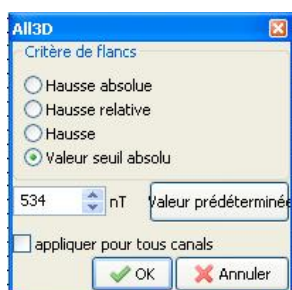 All3D
Critère de flancs
Hausse absolue
Hausse relative
Hausse
Valeur seuil absolu
534 nT Valeur prédéterminée
appliquer pour tous canals
OK Annuler